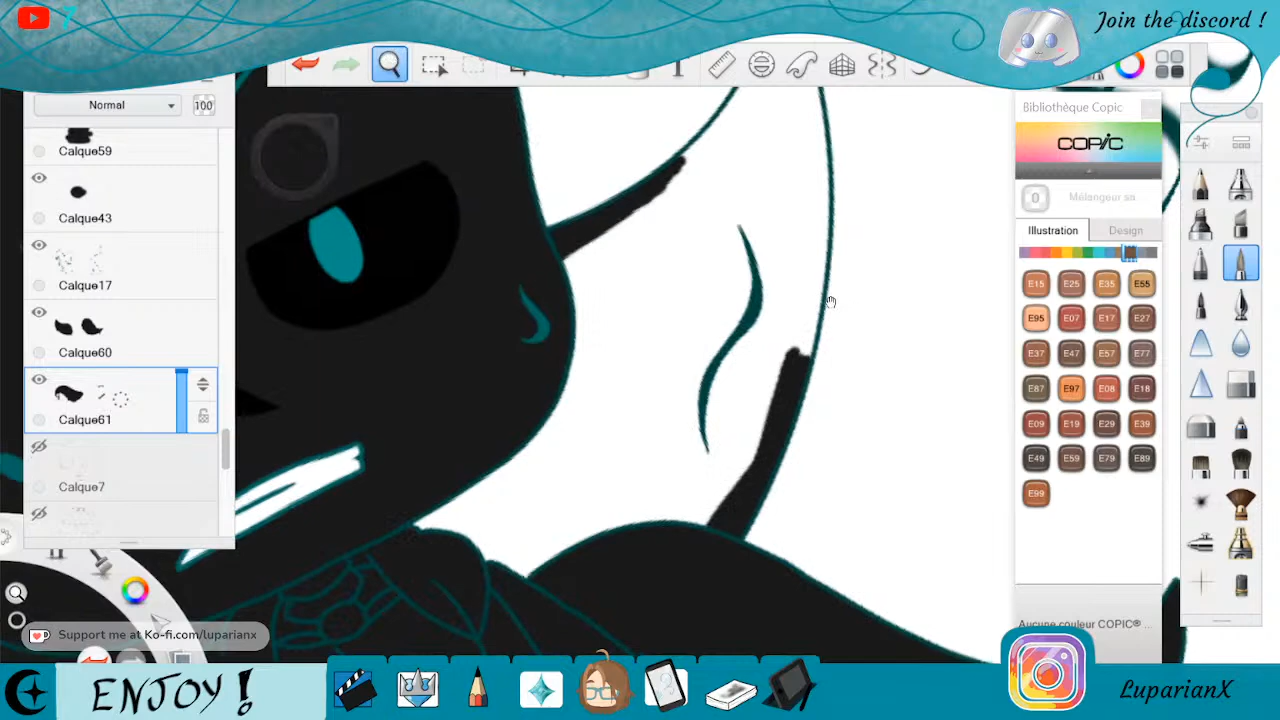 7
Join the discord !
Normal
100
Calque59
Calque43
Calque17
Calque60
Calque61
Calque7
Bibliothèque Copic
COPIC
0
Mélangeur sa
Illustration
Design
E15 E25 E35 E55
E95 E07 E17 E27
E37 E47 E57 E77
E87 E97 E08 E18
E09 E19 E29 E39
E49 E59 E79 E89
E99
Aucune couleur COPIC® ...
Support me at Ko-fi.com/luparianx
ENJOY !
LuparianX